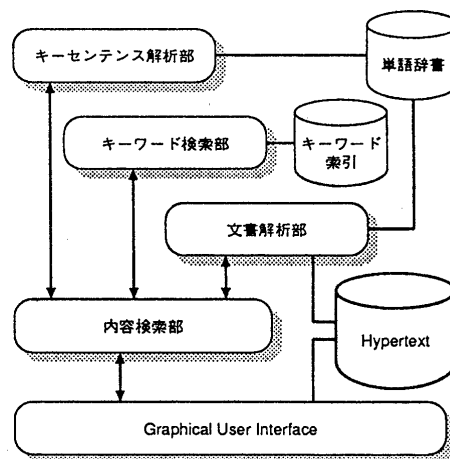 キーセンテンス解析部
単語辞書
キーワード検索部
キーワード
索引
文書解析部
内容検索部
Hypertext
Graphical User Interface